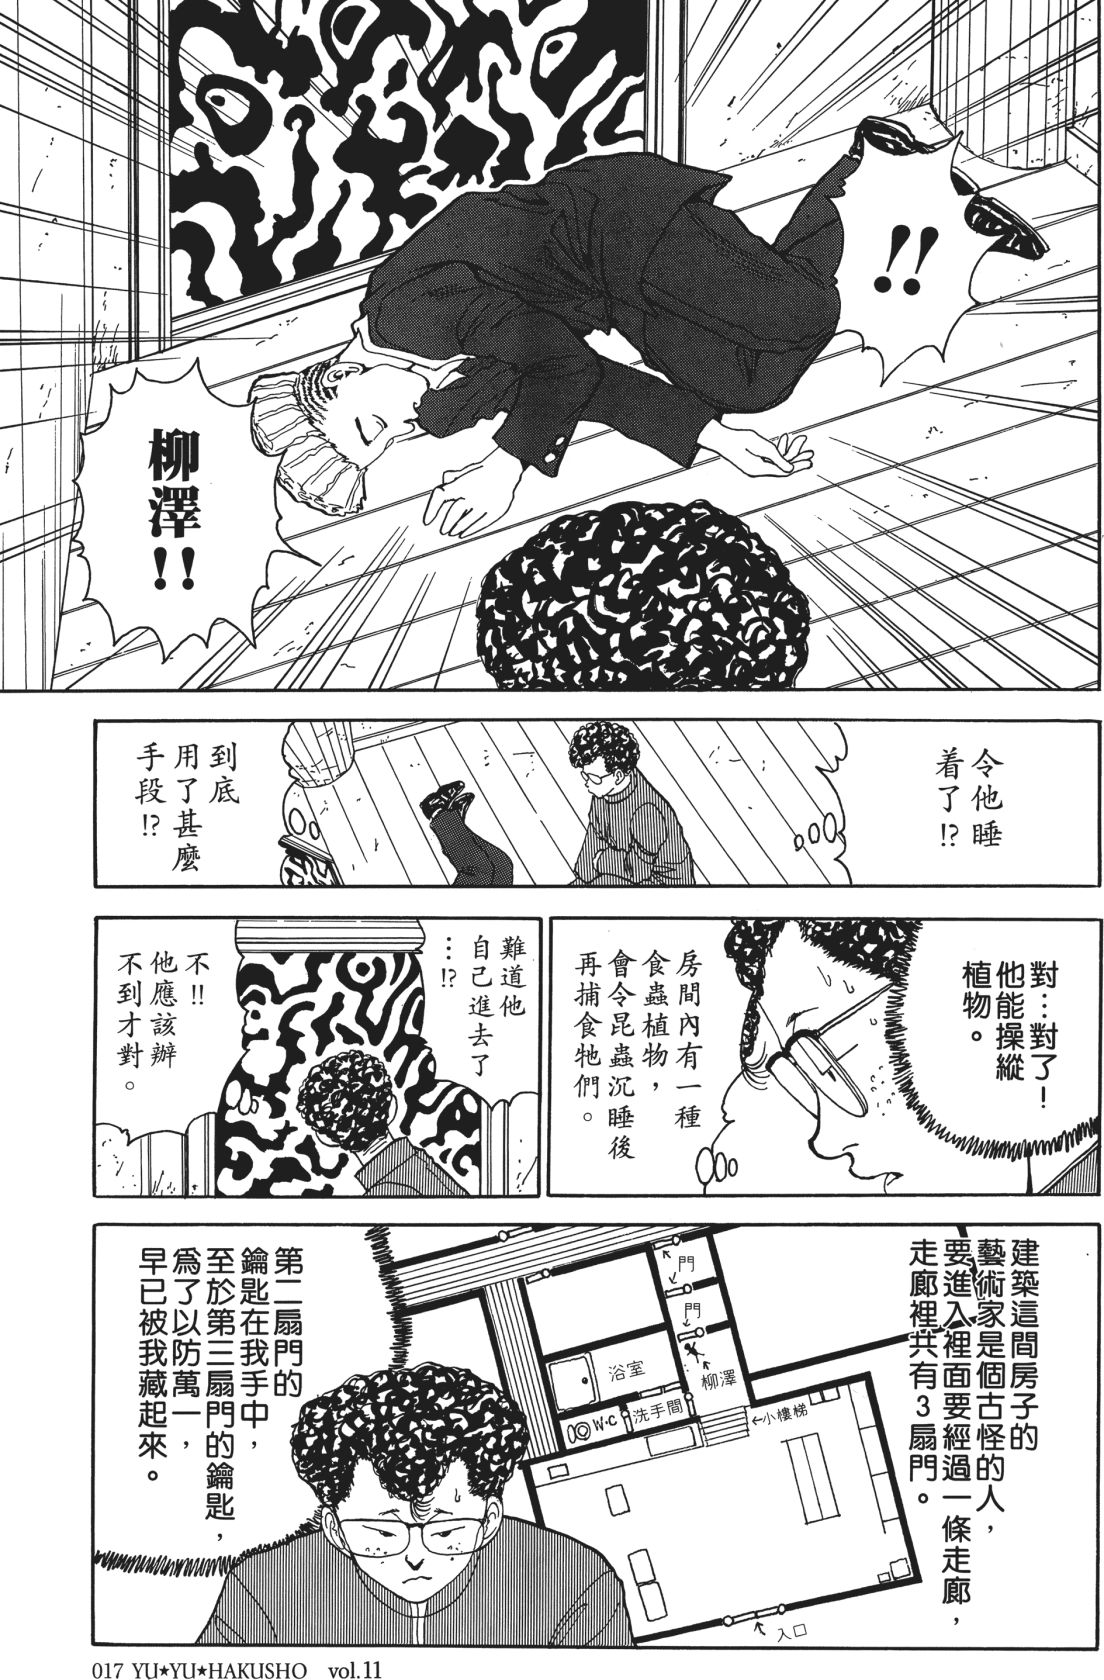 !!
柳澤!!
令他睡
着了!?
到底
用了甚麼
手段!?
對…對了!
他能操縱
植物。
房間內有一種
食蟲植物，
會令昆蟲沉睡後
再捕食牠們。
難道他
自己進去了
…!?
不!!
他應該辦
不到才對。
建築這間房子的
藝術家是個古怪的人，
要進入裡面要經過一條走廊，
走廊裡共有3扇門。
門
門
柳澤
浴室
W·C
洗手間
小樓梯
入口
第二扇門的
鑰匙在我手中，
至於第三扇門的鑰匙，
為了以防萬一，
早已被我藏起來。
017 YU★YU★HAKUSHO vol.11